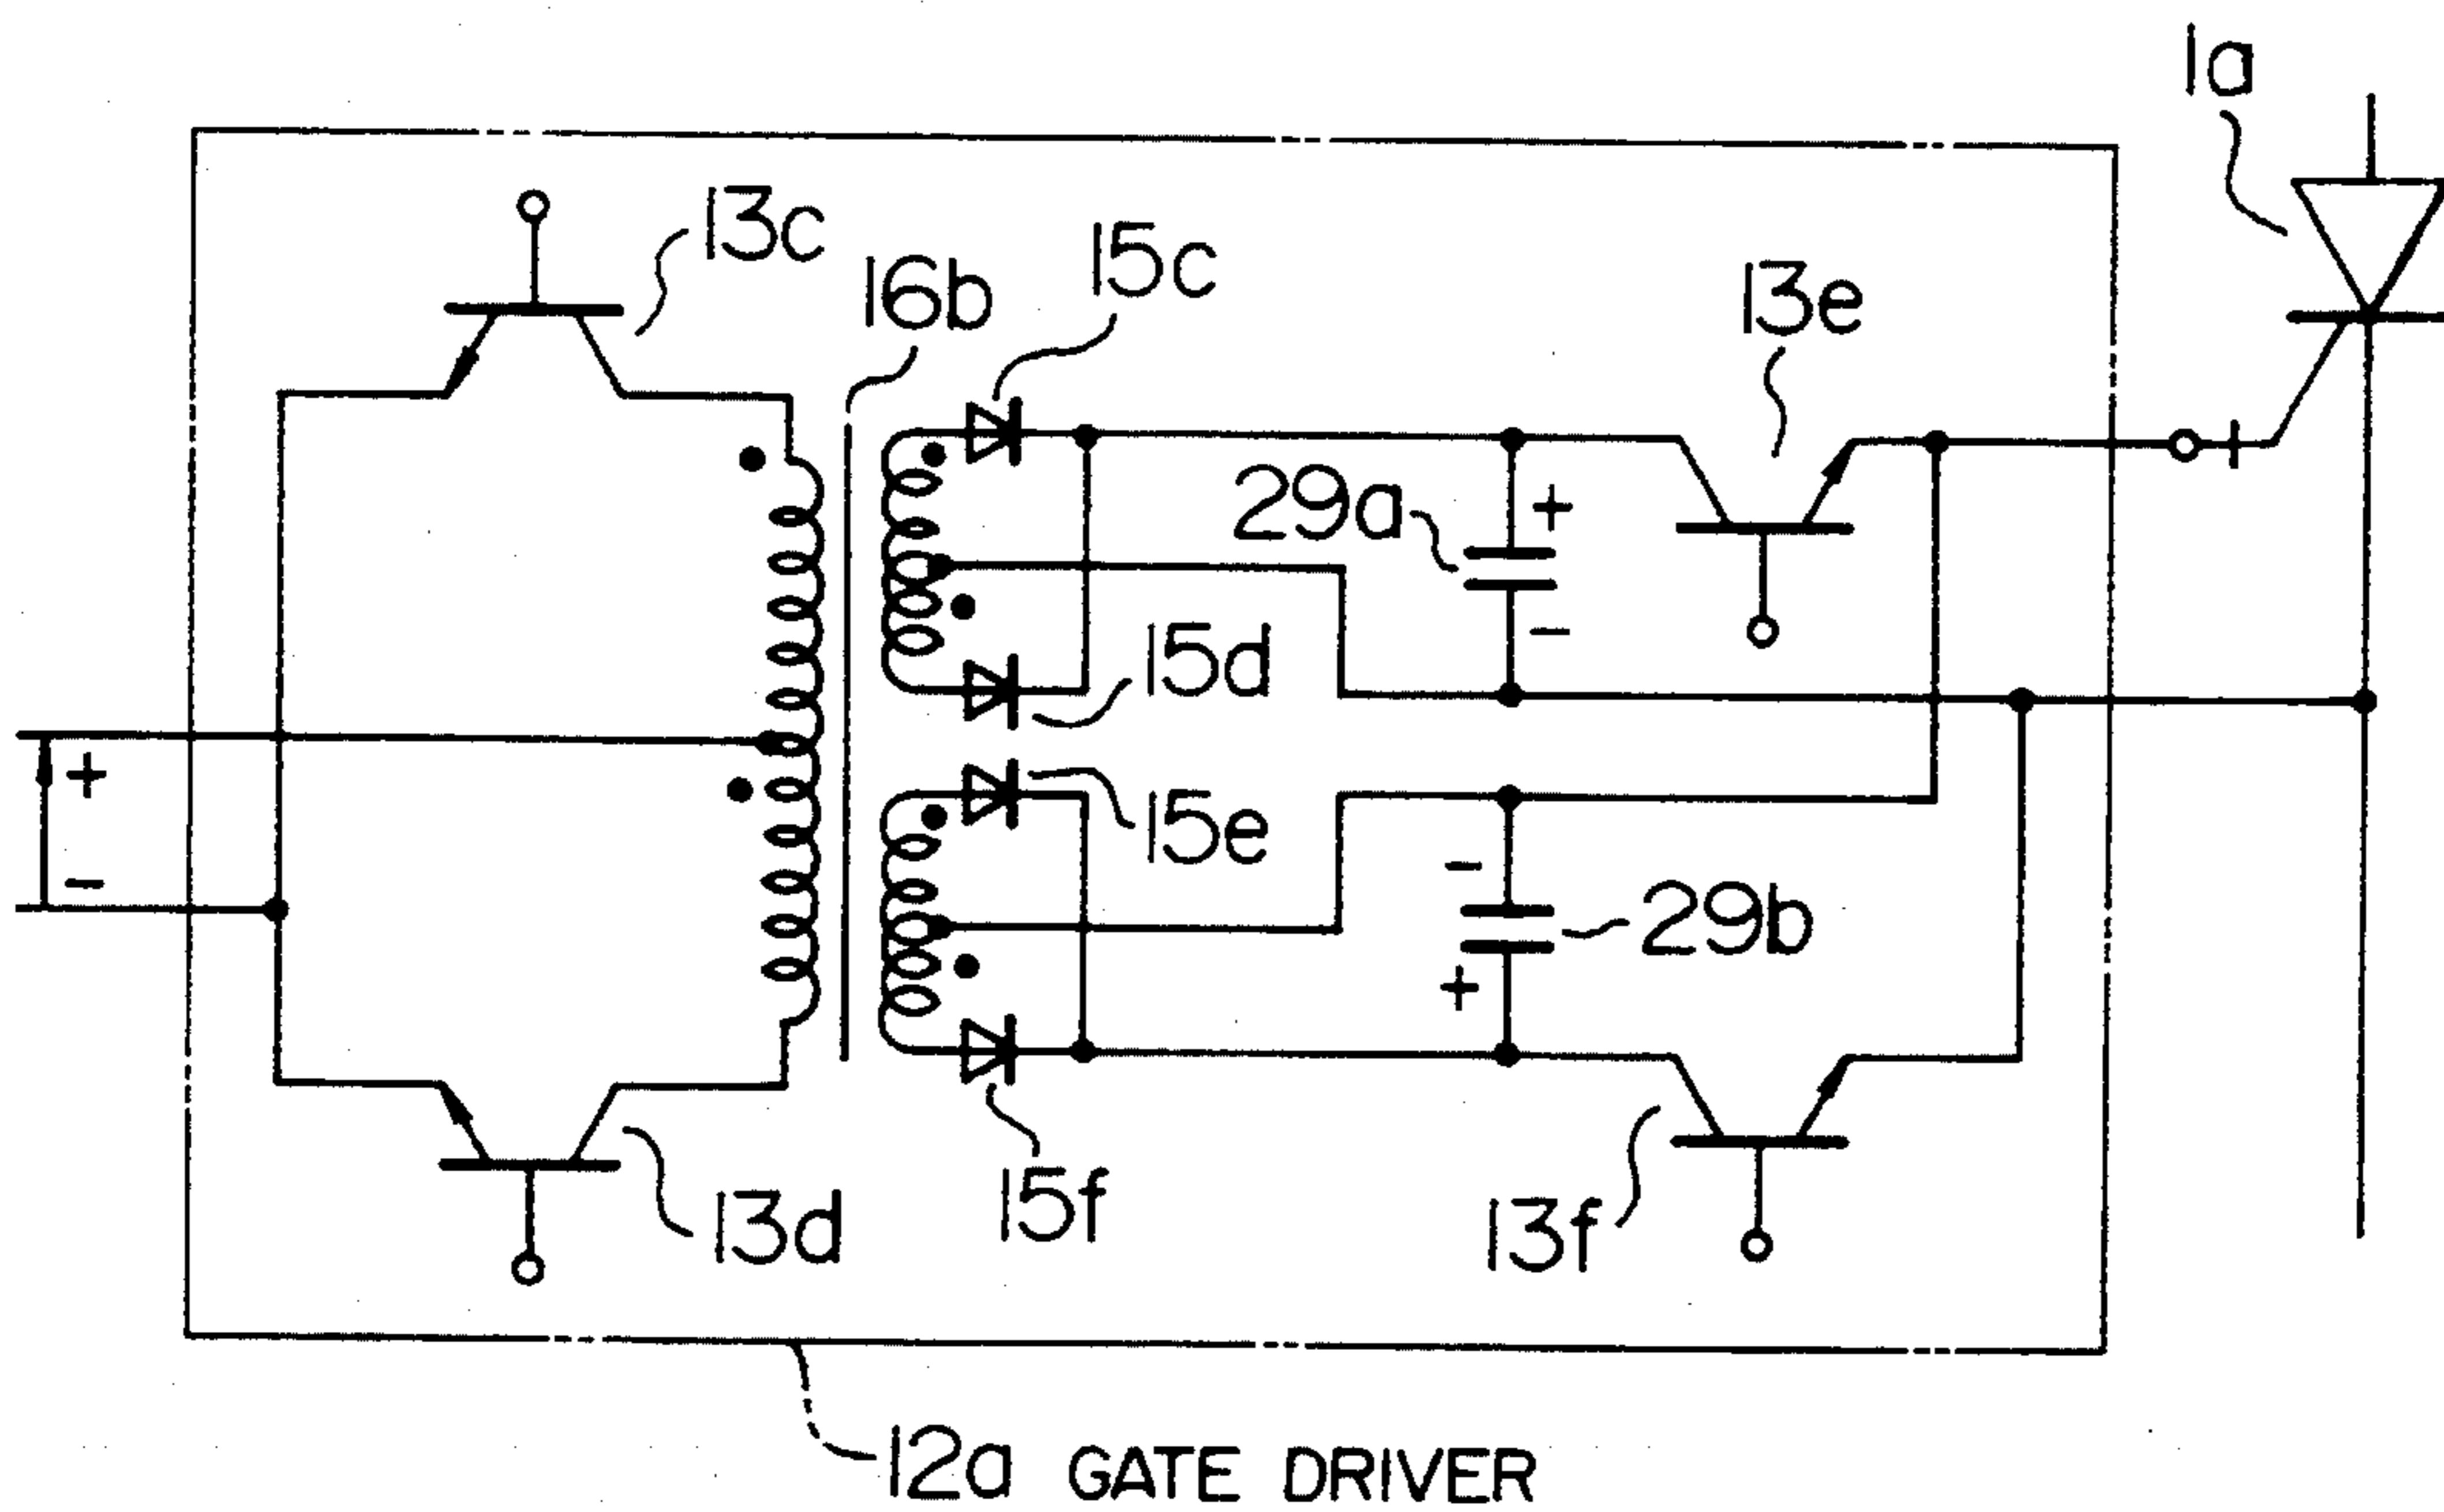 1a
13c
16b
15c
13e
29a
+
-
15d
+
-
15e
-
29b
+
15f
13d
13f
12a GATE DRIVER